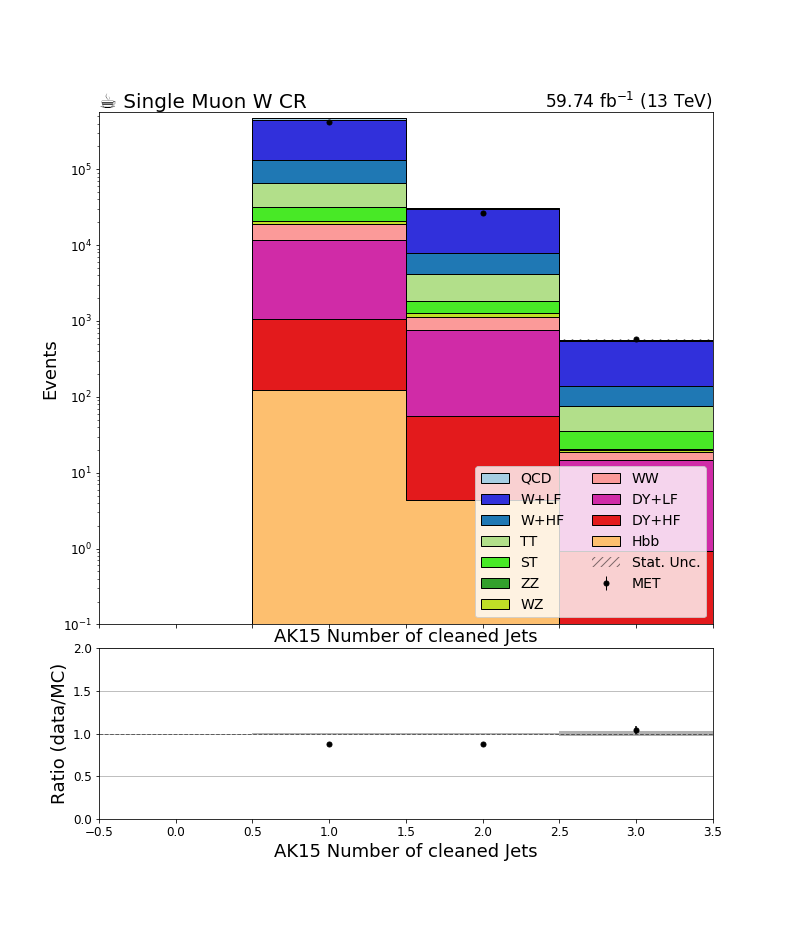 ☕ Single Muon W CR
59.74 fb⁻¹ (13 TeV)
Events
10⁵
10⁴
10³
10²
10¹
10⁰
10⁻¹
QCD
W+LF
W+HF
TT
ST
ZZ
WZ
WW
DY+LF
DY+HF
Hbb
Stat. Unc.
MET
AK15 Number of cleaned Jets
Ratio (data/MC)
2.0
1.5
1.0
0.5
0.0
−0.5 0.0 0.5 1.0 1.5 2.0 2.5 3.0 3.5
AK15 Number of cleaned Jets